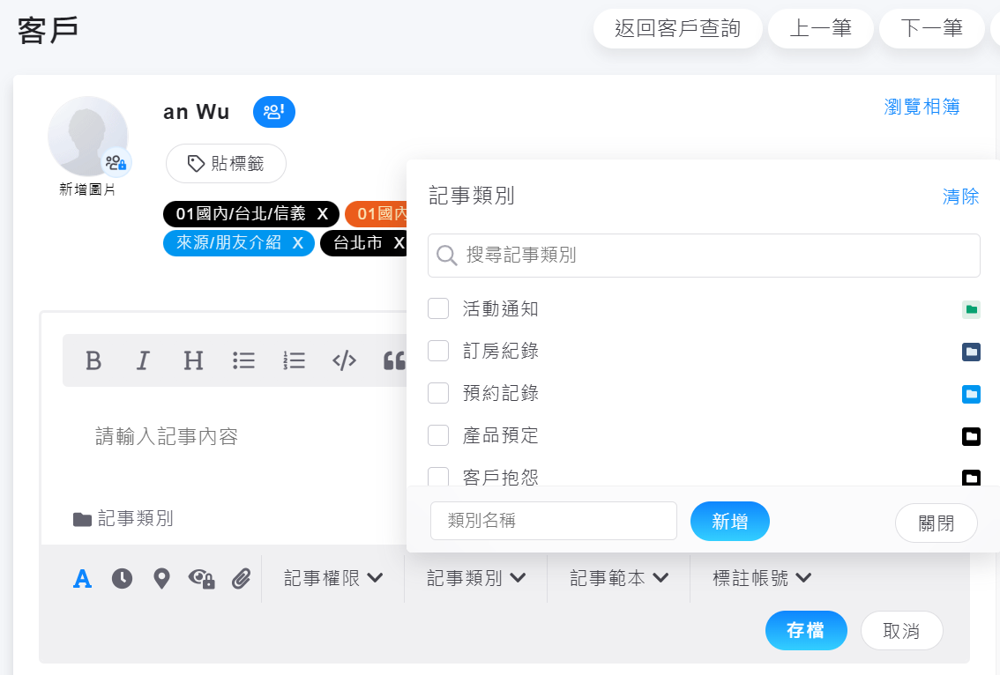 客戶
返回客戶查詢
上一筆
下一筆
an Wu
瀏覽相簿
貼標籤
新增圖片
01國內/台北/信義 X
01國內
來源/朋友介紹 X
台北市 X
記事類別
清除
搜尋記事類別
活動通知
訂房紀錄
預約記錄
產品預定
客戶抱怨
類別名稱
新增
關閉
B I H </>
請輸入記事內容
記事類別
A
記事權限
記事類別
記事範本
標註帳號
存檔
取消